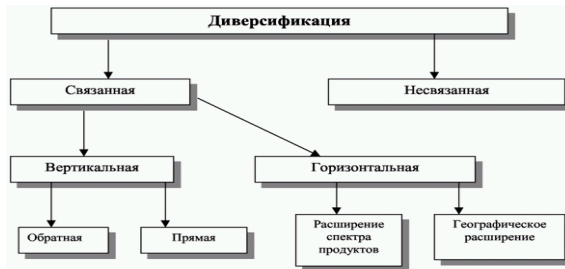 Диверсификация
Связанная
Несвязанная
Вертикальная
Горизонтальная
Обратная
Прямая
Расширение
спектра
продуктов
Географическое
расширение